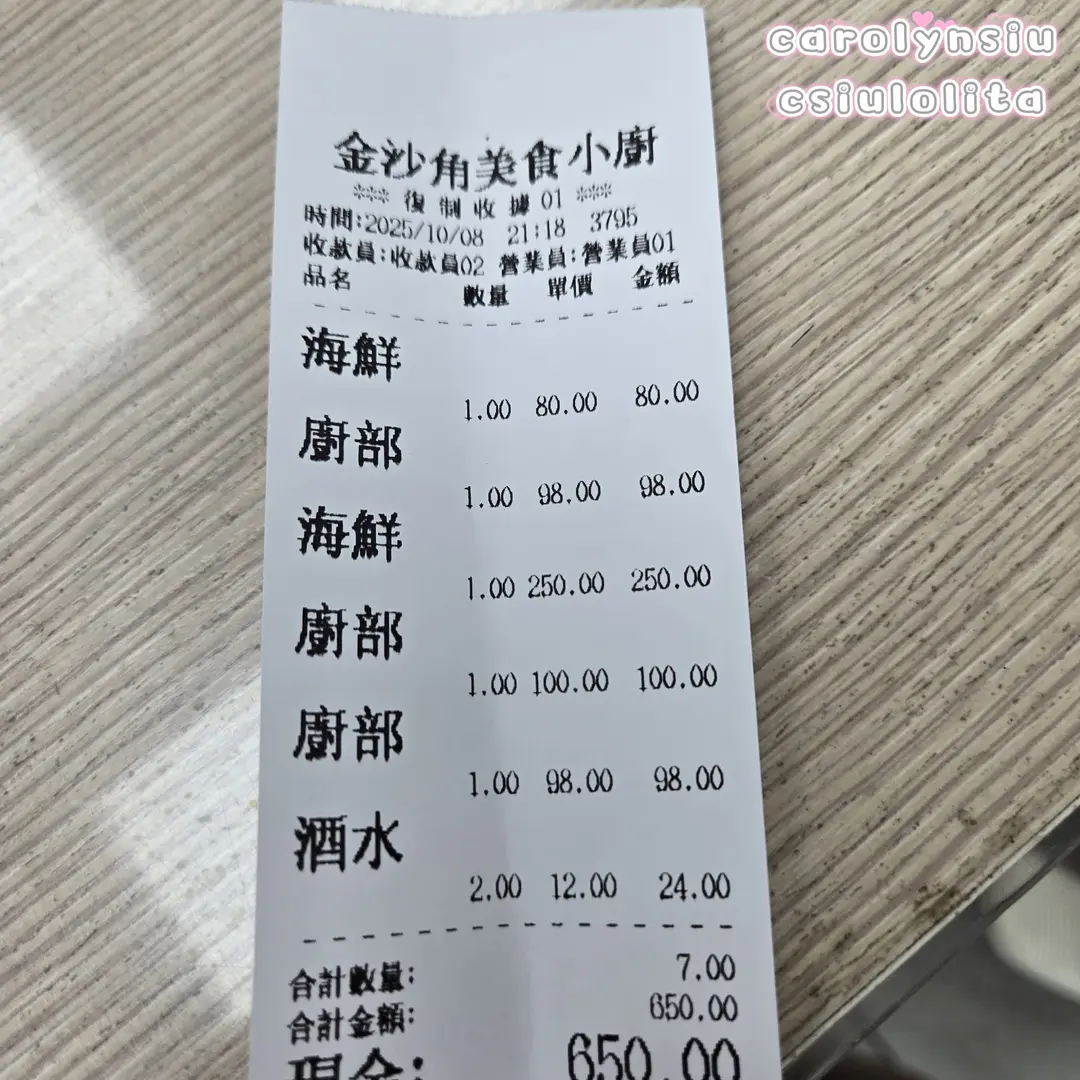 carolynsiu
csiulolita
金沙角美食小廚
*** 復制收據01 ***
時間:2025/10/08 21:18 3795
收款員:收款員02 營業員:營業員01
品名 數量 單價 金額
海鮮
1.00 80.00 80.00
廚部
1.00 98.00 98.00
海鮮
1.00 250.00 250.00
廚部
1.00 100.00 100.00
廚部
1.00 98.00 98.00
酒水
2.00 12.00 24.00
合計數量: 7.00
合計金額: 650.00
現金: 650.00